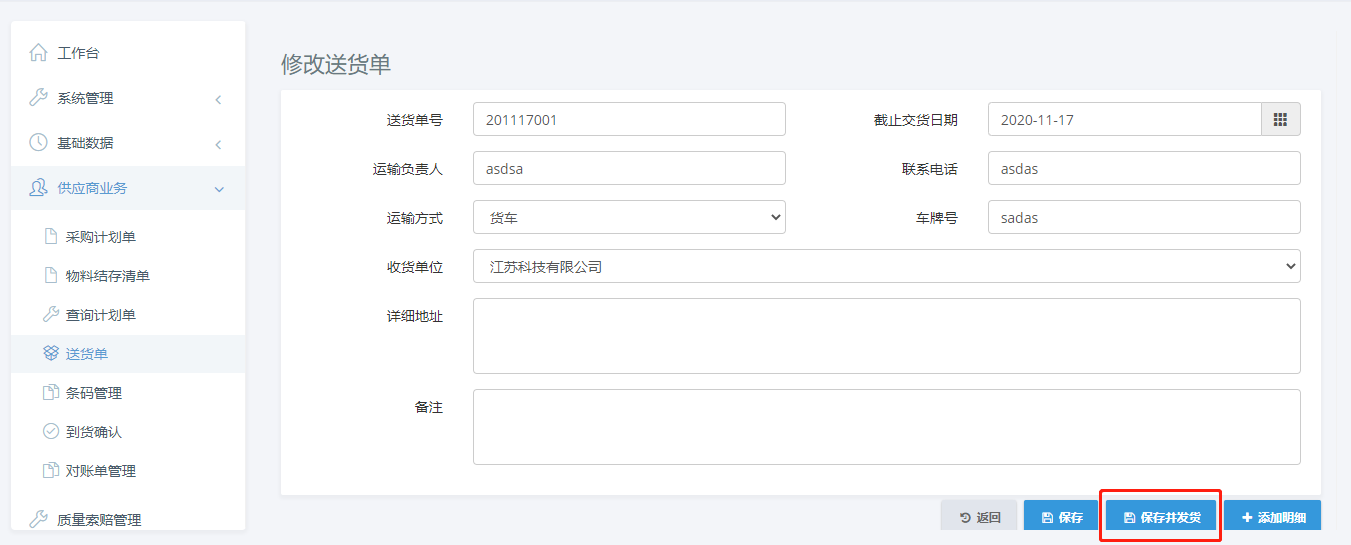 工作台
系统管理
基础数据
供应商业务
采购计划单
物料结存清单
查询计划单
送货单
条码管理
到货确认
对账单管理
质量索赔管理
修改送货单
送货单号 201117001 截止交货日期 2020-11-17
运输负责人 asdsa 联系电话 asdas
运输方式 货车 车牌号 sadas
收货单位 江苏科技有限公司
详细地址
备注
返回 保存 保存并发货 添加明细